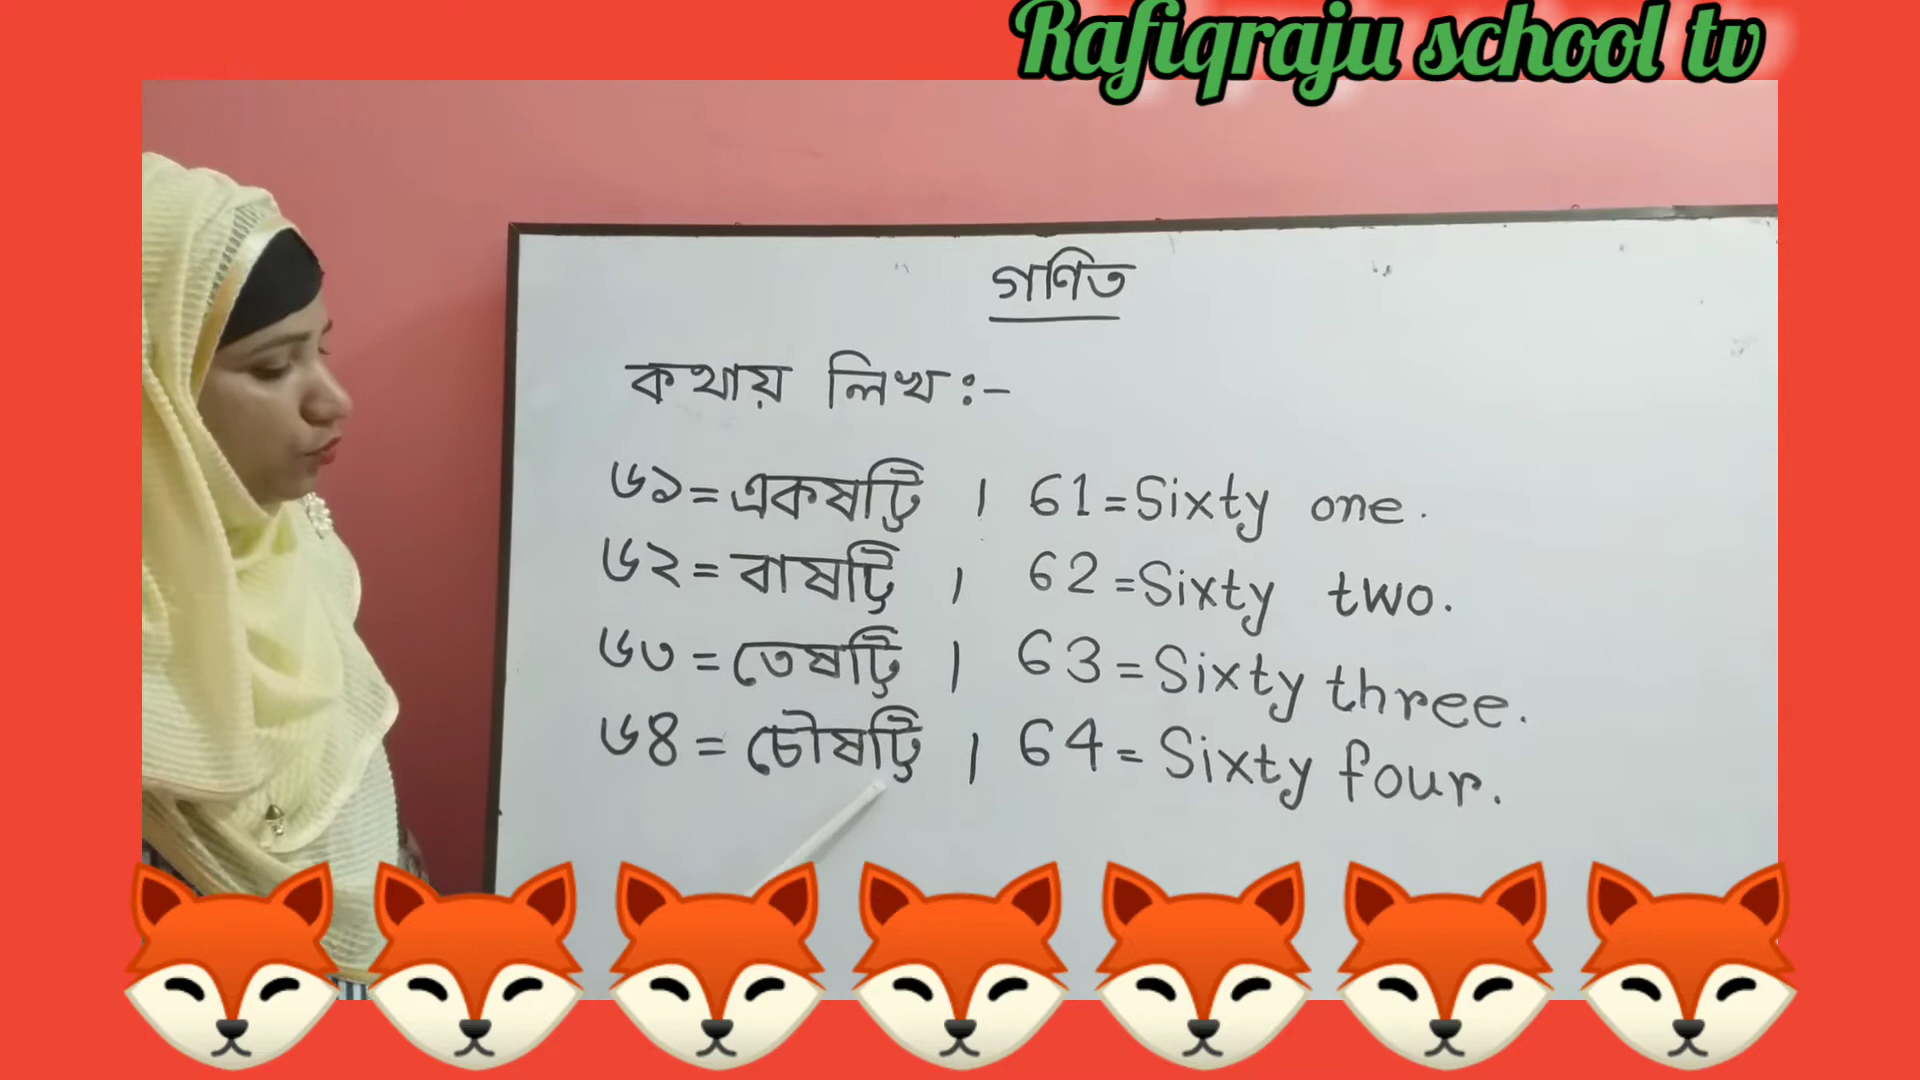 Rafiqraju school tv
গণিত
কথায় লিখ:-
৬১=একষট্টি । 61=Sixty one.
৬২=বাষট্টি । 62=Sixty two.
৬৩=তেষট্টি । 63=Sixty three.
৬৪=চৌষট্টি । 64=Sixty four.